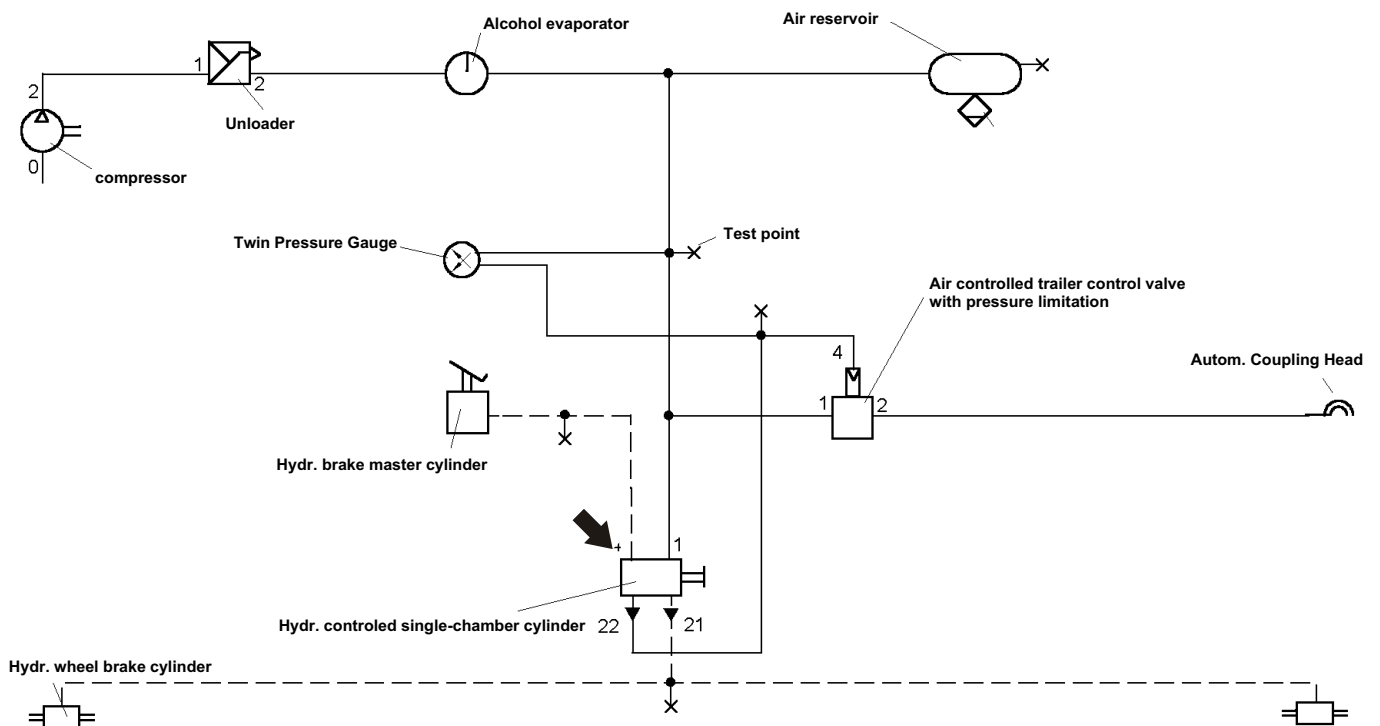 Alcohol evaporator
Air reservoir
1
2
Unloader
2
0
compressor
Twin Pressure Gauge
Test point
Air controlled trailer control valve
with pressure limitation
4
Autom. Coupling Head
1
2
Hydr. brake master cylinder
1
Hydr. controled single-chamber cylinder
22
21
Hydr. wheel brake cylinder